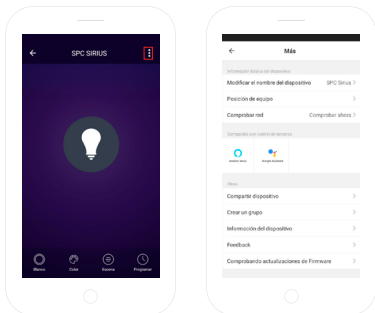 SPC SIRIUS
Blanco
Color
Escena
Programar
Más
Información básica del dispositivo
Modificar el nombre del dispositivo SPC Sirius
Posición de equipo
Comprobar red Comprobar ahora
Compatible con control de terceros
Amazon Alexa
Google Assistant
Otros
Compartir dispositivo
Crear un grupo
Información del dispositivo
Feedback
Comprobando actualizaciones de Firmware